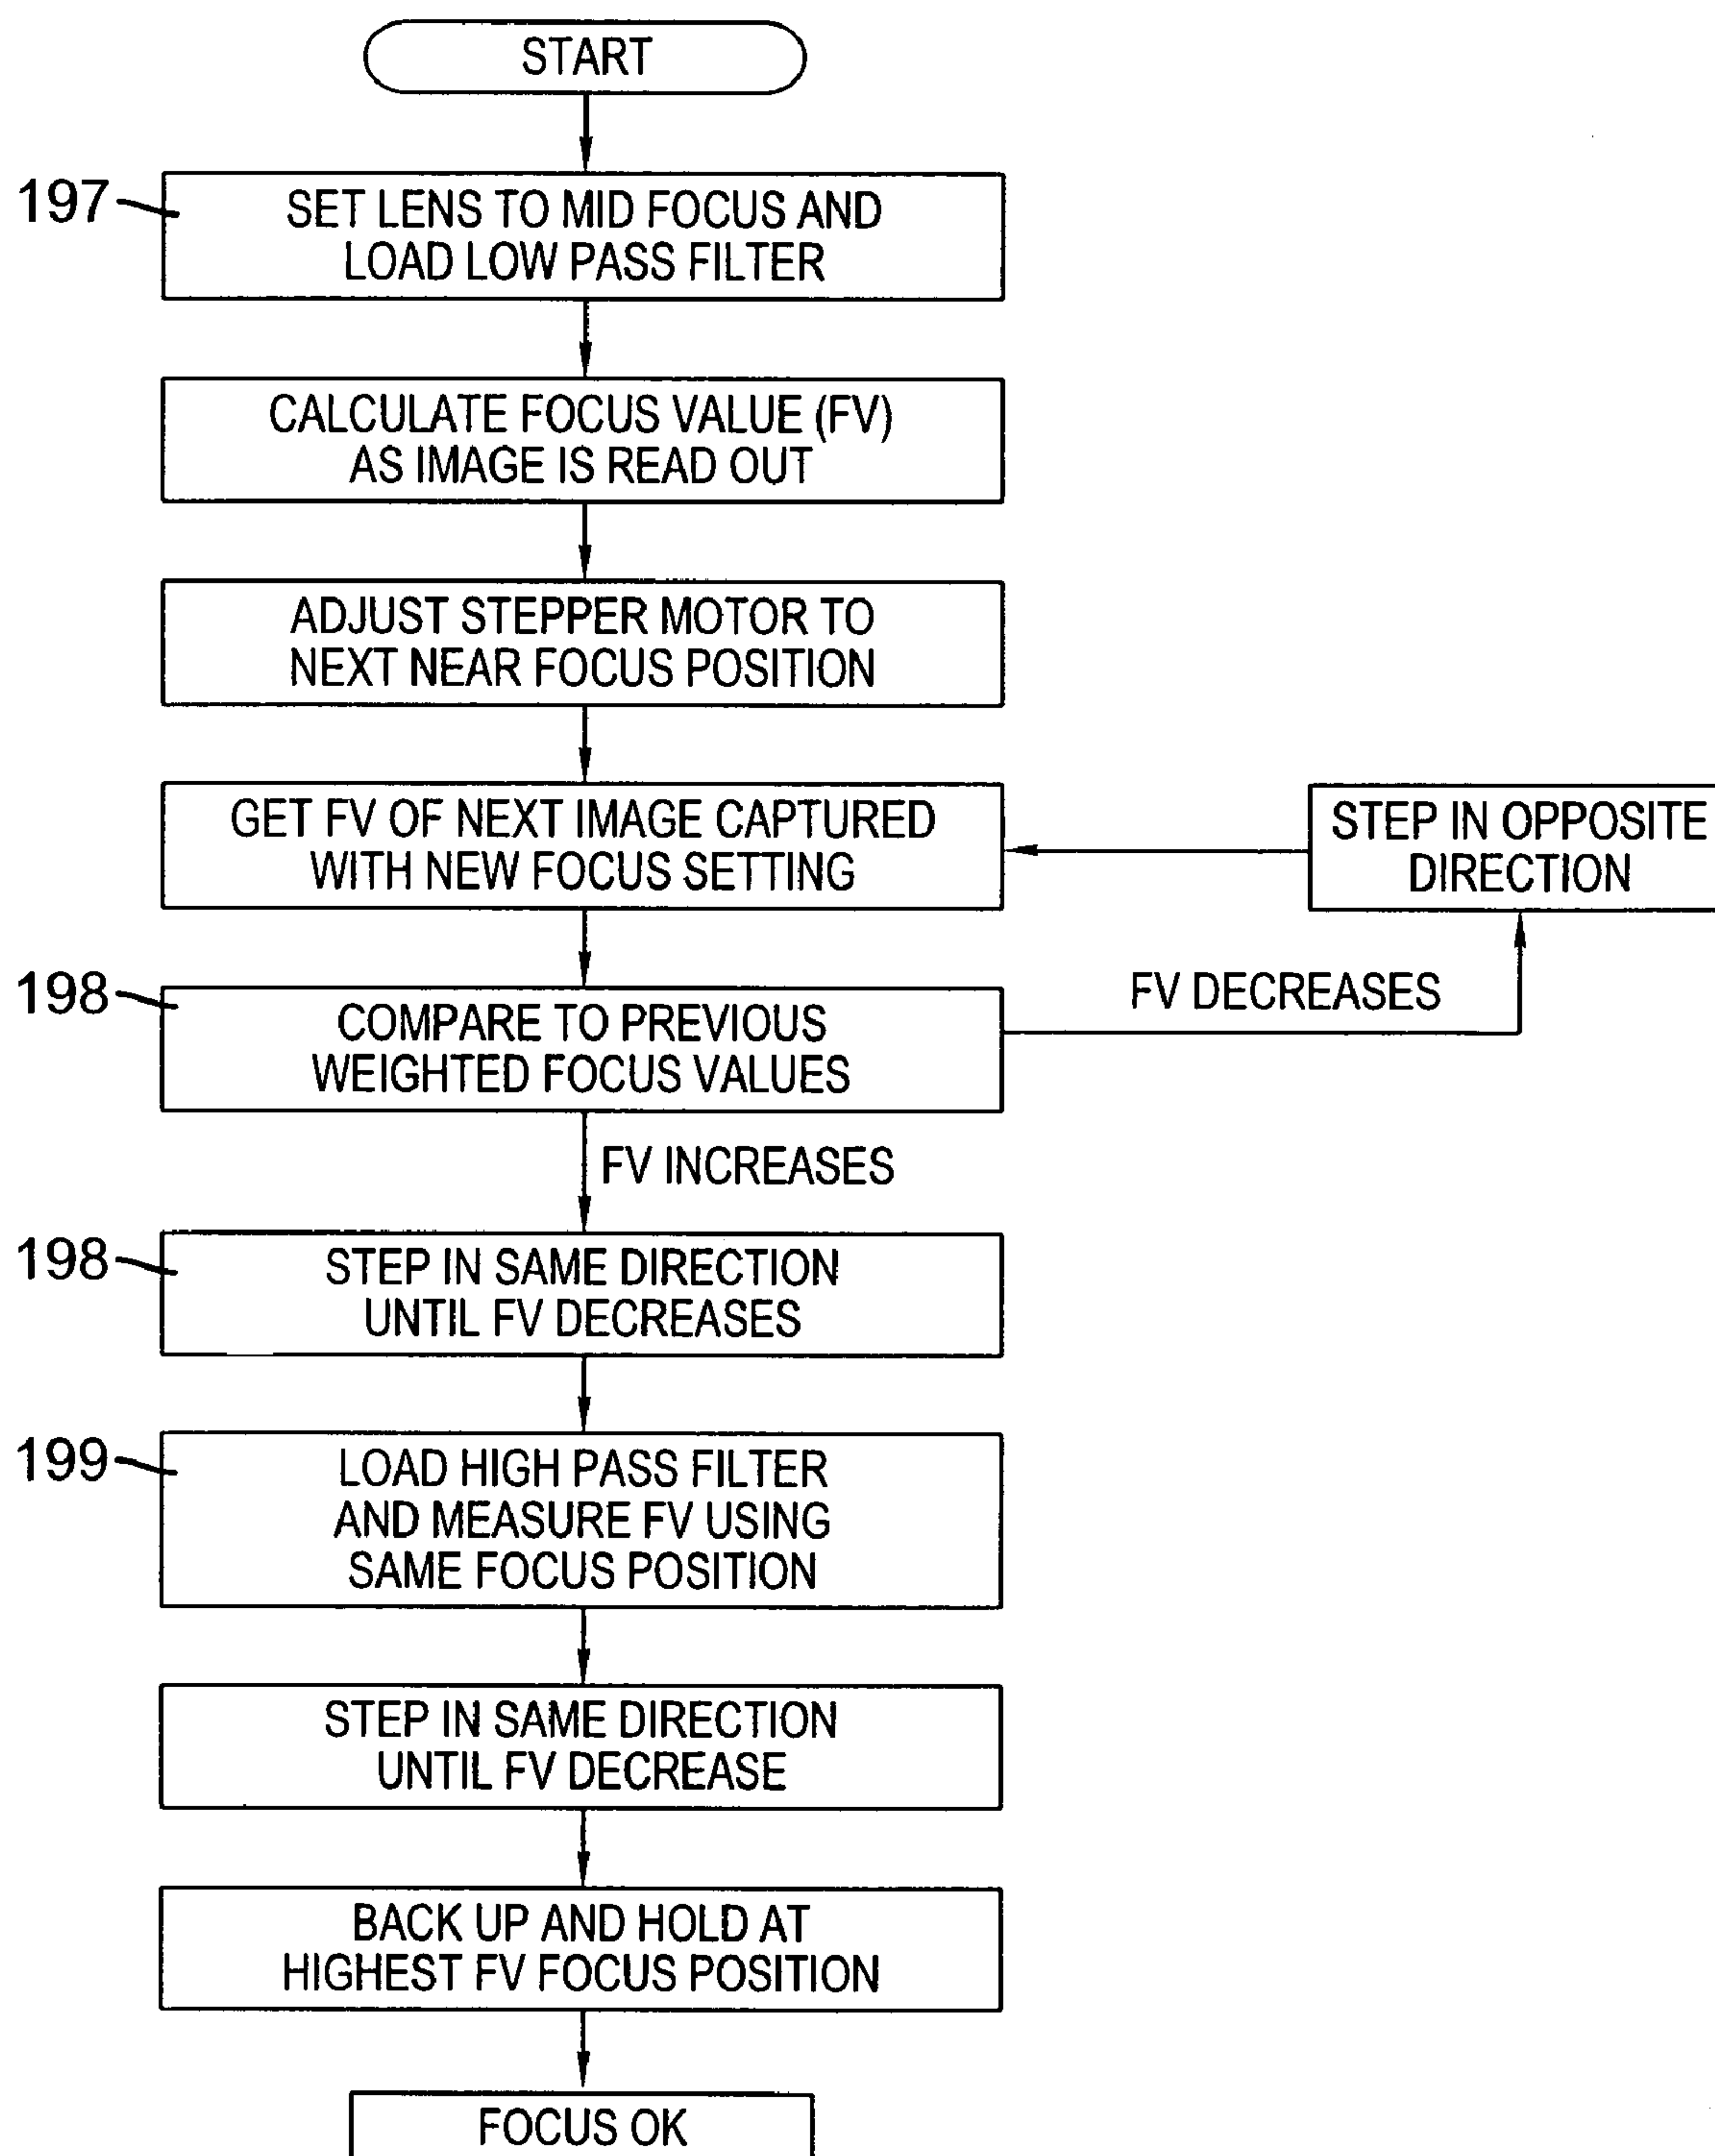 START
197
SET LENS TO MID FOCUS AND
LOAD LOW PASS FILTER
CALCULATE FOCUS VALUE (FV)
AS IMAGE IS READ OUT
ADJUST STEPPER MOTOR TO
NEXT NEAR FOCUS POSITION
GET FV OF NEXT IMAGE CAPTURED
WITH NEW FOCUS SETTING
STEP IN OPPOSITE
DIRECTION
198
COMPARE TO PREVIOUS
WEIGHTED FOCUS VALUES
FV DECREASES
FV INCREASES
198
STEP IN SAME DIRECTION
UNTIL FV DECREASES
199
LOAD HIGH PASS FILTER
AND MEASURE FV USING
SAME FOCUS POSITION
STEP IN SAME DIRECTION
UNTIL FV DECREASE
BACK UP AND HOLD AT
HIGHEST FV FOCUS POSITION
FOCUS OK